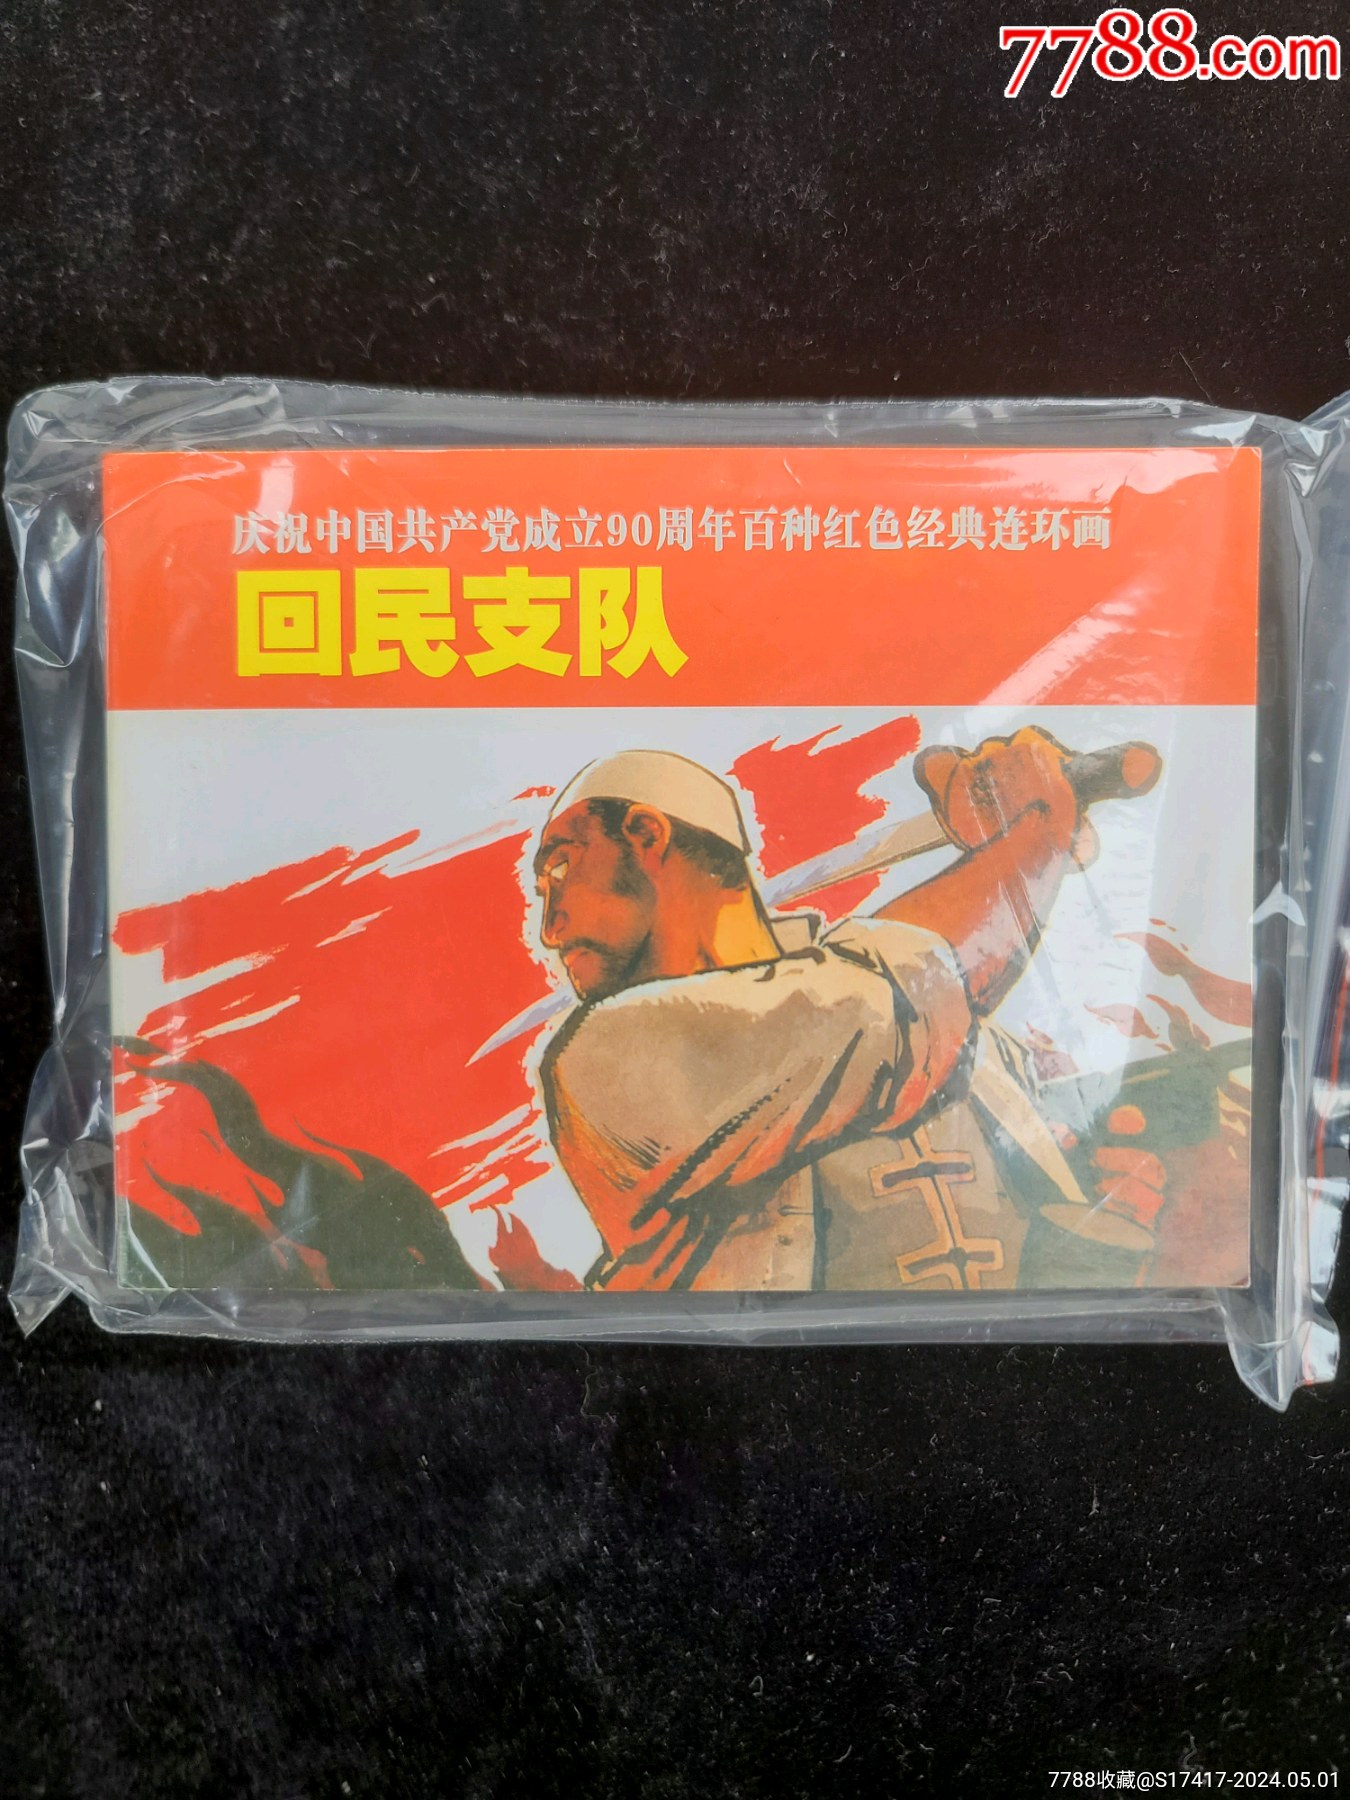 7788.com
庆祝中国共产党成立90周年百种红色经典连环画
回民支队
7788收藏@S17417-2024.05.01